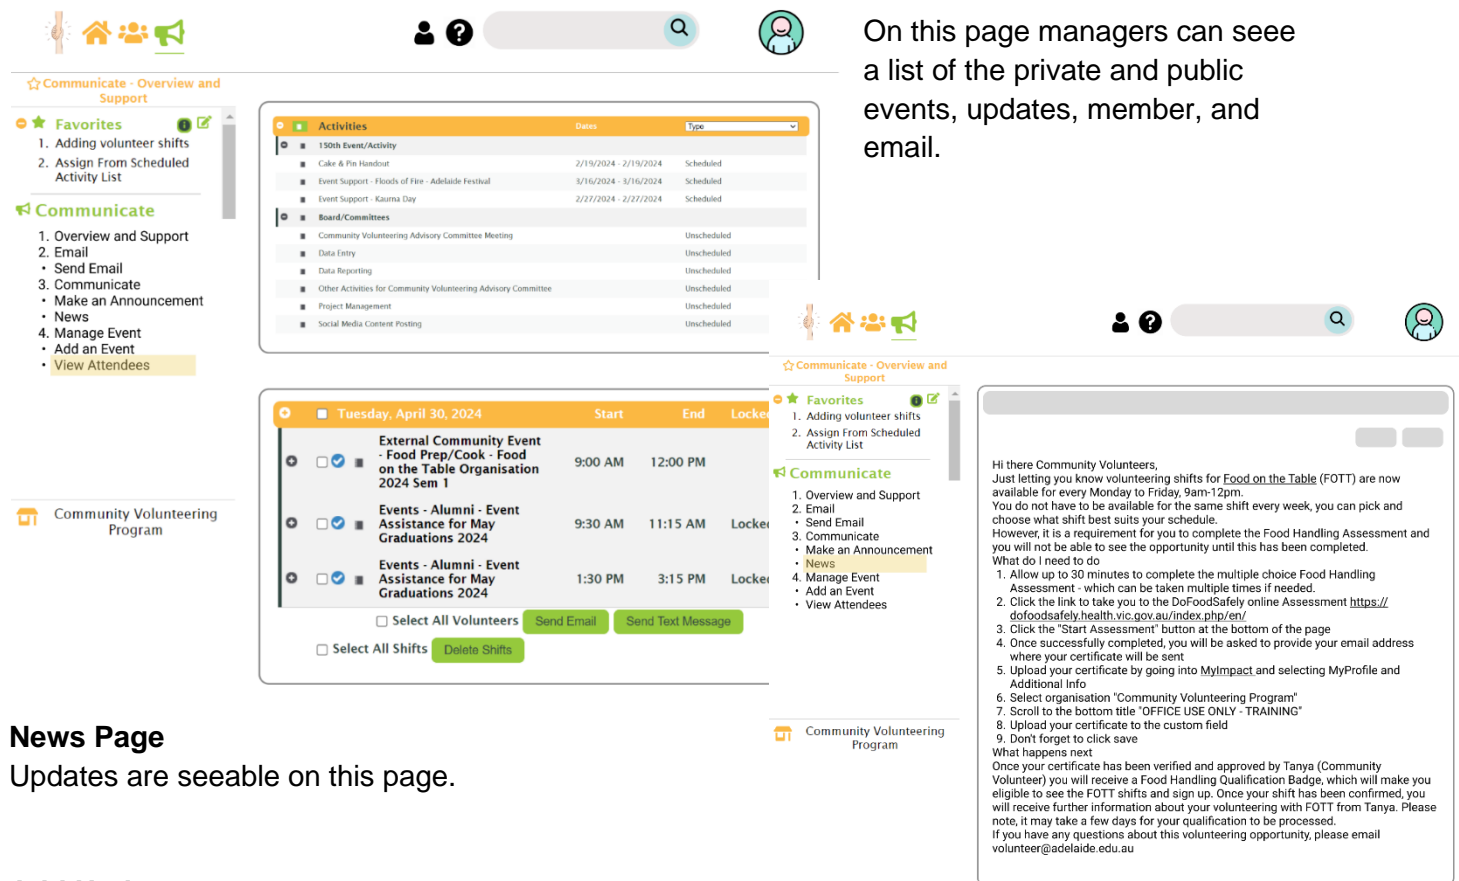 On this page managers can seee
a list of the private and public
events, updates, member, and
email.
Communicate - Overview and
Support
Favorites
1. Adding volunteer shifts
2. Assign From Scheduled
Activity List
Communicate
1. Overview and Support
2. Email
• Send Email
3. Communicate
• Make an Announcement
• News
4. Manage Event
• Add an Event
• View Attendees
Community Volunteering
Program
Activities Dates Type
150th Event/Activity
Cake & Pin Handout 2/19/2024 - 2/19/2024 Scheduled
Event Support - Floods of Fire - Adelaide Festival 3/16/2024 - 3/16/2024 Scheduled
Event Support - Kaurna Day 2/27/2024 - 2/27/2024 Scheduled
Board/Committees
Community Volunteering Advisory Committee Meeting Unscheduled
Data Entry Unscheduled
Data Reporting Unscheduled
Other Activities for Community Volunteering Advisory Committee Unscheduled
Project Management Unscheduled
Social Media Content Posting Unscheduled
Tuesday, April 30, 2024 Start End Locked
External Community Event
- Food Prep/Cook - Food
on the Table Organisation
2024 Sem 1
9:00 AM 12:00 PM
Events - Alumni - Event
Assistance for May
Graduations 2024
9:30 AM 11:15 AM Locked
Events - Alumni - Event
Assistance for May
Graduations 2024
1:30 PM 3:15 PM Locked
Select All Volunteers Send Email Send Text Message
Select All Shifts Delete Shifts
News Page
Updates are seeable on this page.
Communicate - Overview and
Support
Favorites
1. Adding volunteer shifts
2. Assign From Scheduled
Activity List
Communicate
1. Overview and Support
2. Email
• Send Email
3. Communicate
• Make an Announcement
• News
4. Manage Event
• Add an Event
• View Attendees
Community Volunteering
Program
Hi there Community Volunteers,
Just letting you know volunteering shifts for Food on the Table (FOTT) are now
available for every Monday to Friday, 9am-12pm.
You do not have to be available for the same shift every week, you can pick and
choose what shift best suits your schedule.
However, it is a requirement for you to complete the Food Handling Assessment and
you will not be able to see the opportunity until this has been completed.
What do I need to do
1. Allow up to 30 minutes to complete the multiple choice Food Handling
Assessment - which can be taken multiple times if needed.
2. Click the link to take you to the DoFoodSafely online Assessment https://
dofoodsafely.health.vic.gov.au/index.php/en/
3. Click the "Start Assessment" button at the bottom of the page
4. Once successfully completed, you will be asked to provide your email address
where your certificate will be sent
5. Upload your certificate by going into MyImpact and selecting MyProfile and
Additional Info
6. Select organisation "Community Volunteering Program"
7. Scroll to the bottom title "OFFICE USE ONLY - TRAINING"
8. Upload your certificate to the custom field
9. Don't forget to click save
What happens next
Once your certificate has been verified and approved by Tanya (Community
Volunteer) you will receive a Food Handling Qualification Badge, which will make you
eligible to see the FOTT shifts and sign up. Once your shift has been confirmed, you
will receive further information about your volunteering with FOTT from Tanya. Please
note, it may take a few days for your qualification to be processed.
If you have any questions about this volunteering opportunity, please email
volunteer@adelaide.edu.au